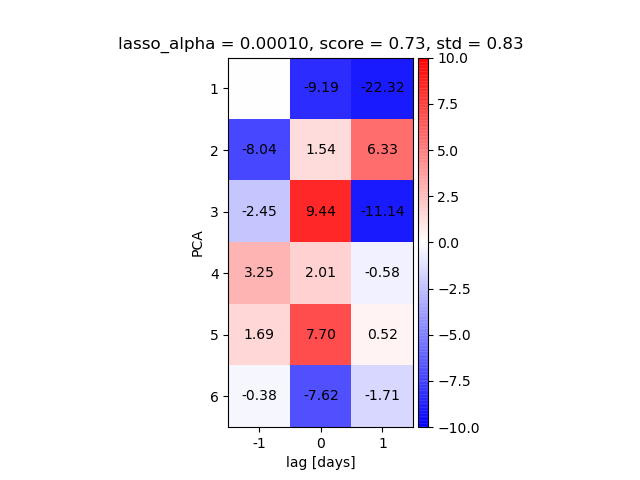 lasso_alpha = 0.00010, score = 0.73, std = 0.83
10.0
1 -9.19 -22.32
7.5
2 -8.04 1.54 6.33
5.0
3 -2.45 9.44 -11.14
2.5
PCA
0.0
4 3.25 2.01 -0.58
−2.5
5 1.69 7.70 0.52
−5.0
6 -0.38 -7.62 -1.71
−7.5
−10.0
-1 0 1
lag [days]